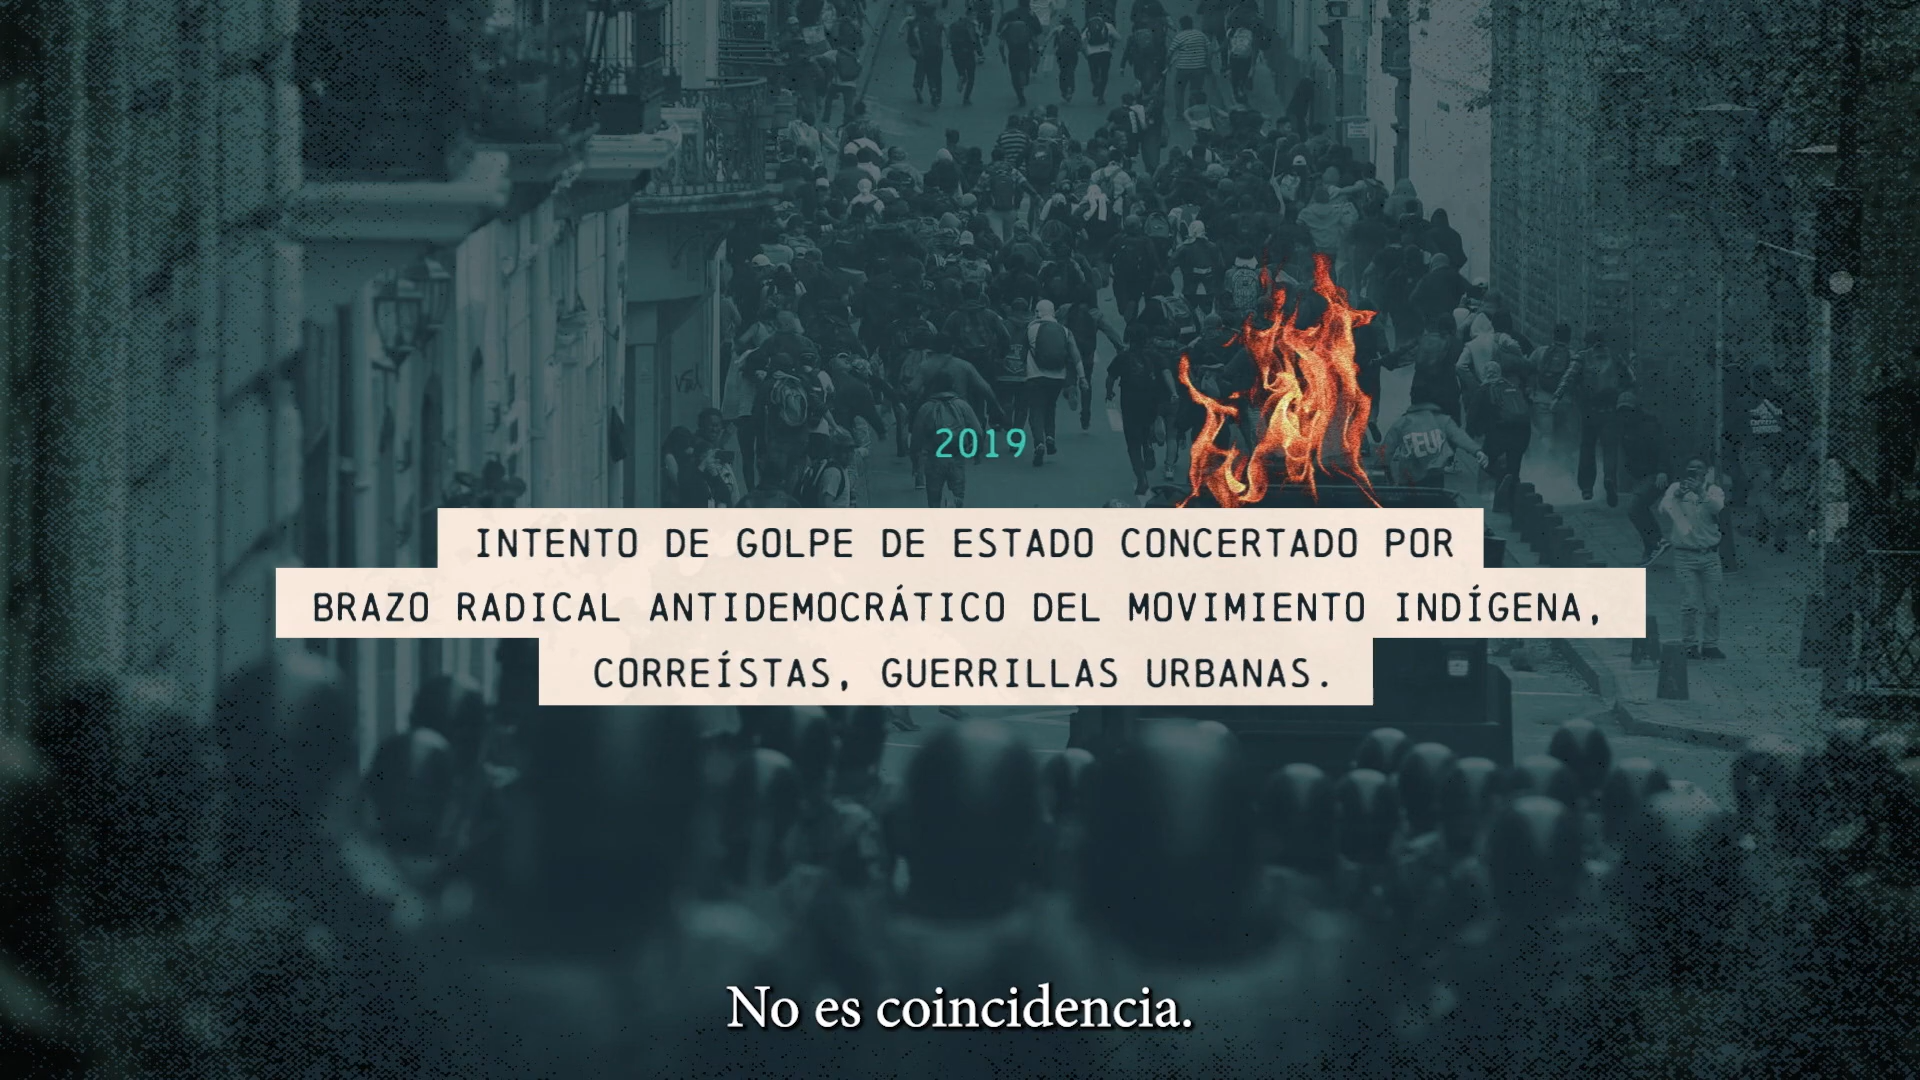 2019
INTENTO DE GOLPE DE ESTADO CONCERTADO POR
BRAZO RADICAL ANTIDEMOCRÁTICO DEL MOVIMIENTO INDÍGENA,
CORREÍSTAS, GUERRILLAS URBANAS.
No es coincidencia.